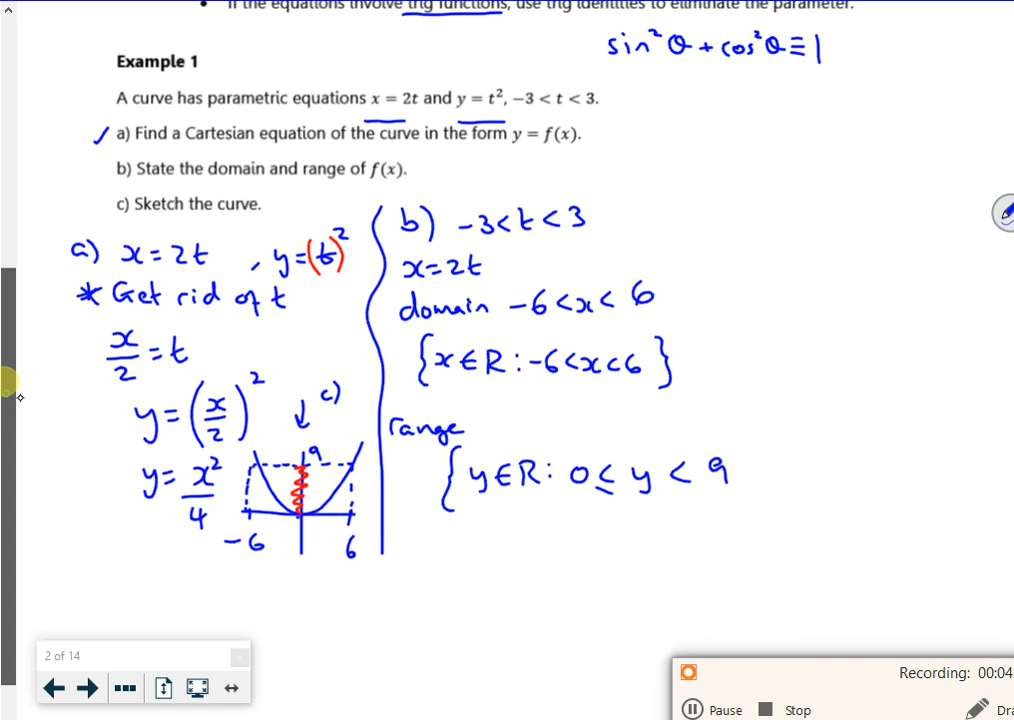 • If the equations involve trig functions, use trig identities to eliminate the parameter.
sin² θ + cos² θ ≡ 1
Example 1
A curve has parametric equations x = 2t and y = t², −3 < t < 3.
a) Find a Cartesian equation of the curve in the form y = f(x).
b) State the domain and range of f(x).
c) Sketch the curve.
a) x = 2t , y = (t)²
* Get rid of t
x/2 = t
y = (x/2)²
y = x²/4
c)
9
-6 6
b) -3 < t < 3
x = 2t
domain -6 < x < 6
{x ∈ R : -6 < x < 6}
range
{y ∈ R : 0 ≤ y < 9
2 of 14
Recording: 00:04
Pause Stop Dra